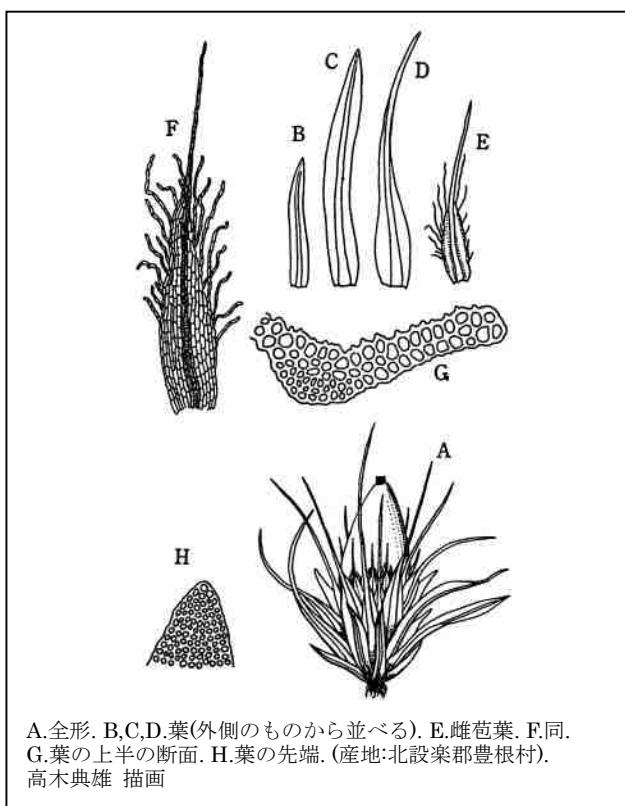 F
C
D
B
E
G
A
H
A.全形. B,C,D.葉(外側のものから並べる). E.雌苞葉. F.同.
G.葉の上半の断面. H.葉の先端. (産地:北設楽郡豊根村).
高木典雄 描画